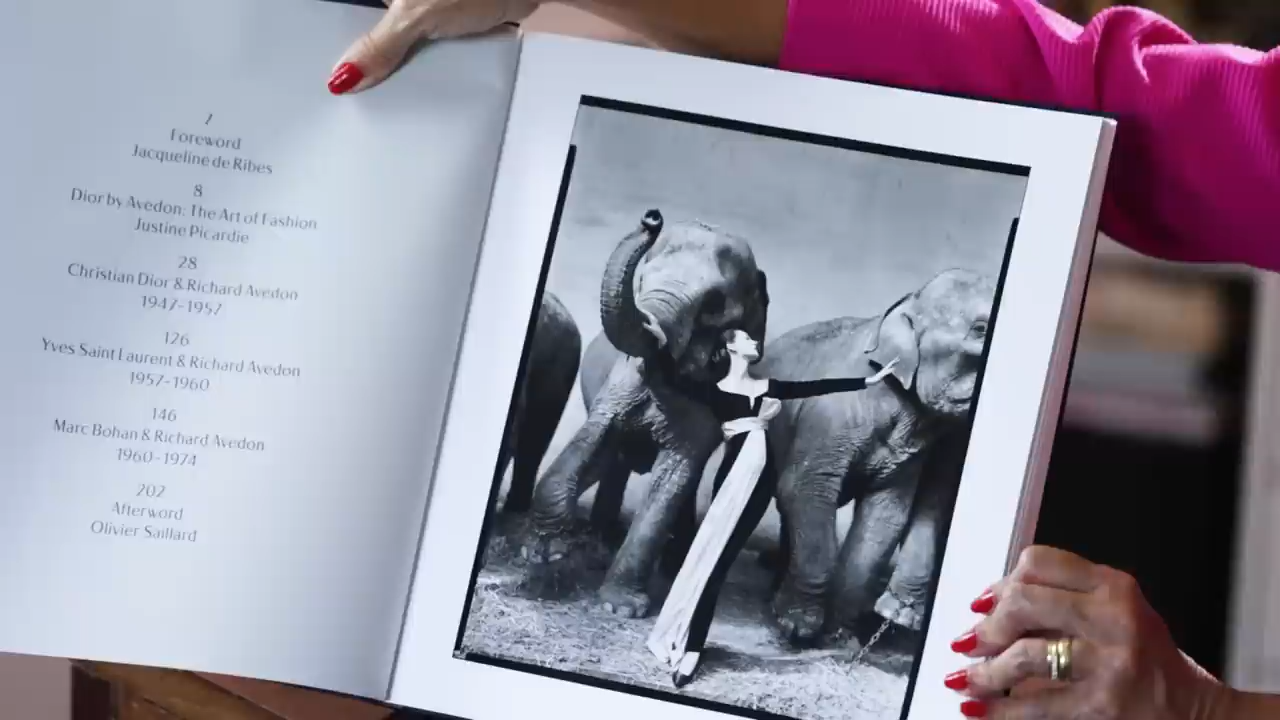 7
Foreword
Jacqueline de Ribes
8
Dior by Avedon: The Art of Fashion
Justine Picardie
28
Christian Dior & Richard Avedon
1947–1957
126
Yves Saint Laurent & Richard Avedon
1957–1960
146
Marc Bohan & Richard Avedon
1960–1974
202
Afterword
Olivier Saillard